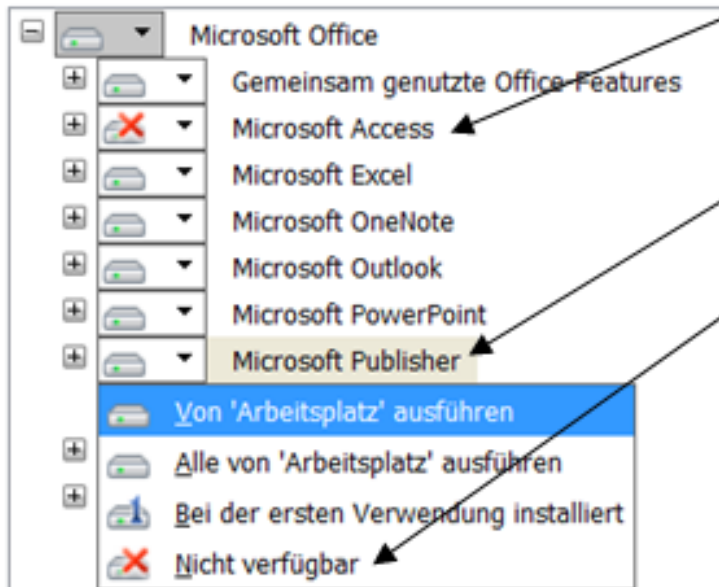 Microsoft Office
Gemeinsam genutzte Office-Features
Microsoft Access
Microsoft Excel
Microsoft OneNote
Microsoft Outlook
Microsoft PowerPoint
Microsoft Publisher
Von 'Arbeitsplatz' ausführen
Alle von 'Arbeitsplatz' ausführen
Bei der ersten Verwendung installiert
Nicht verfügbar